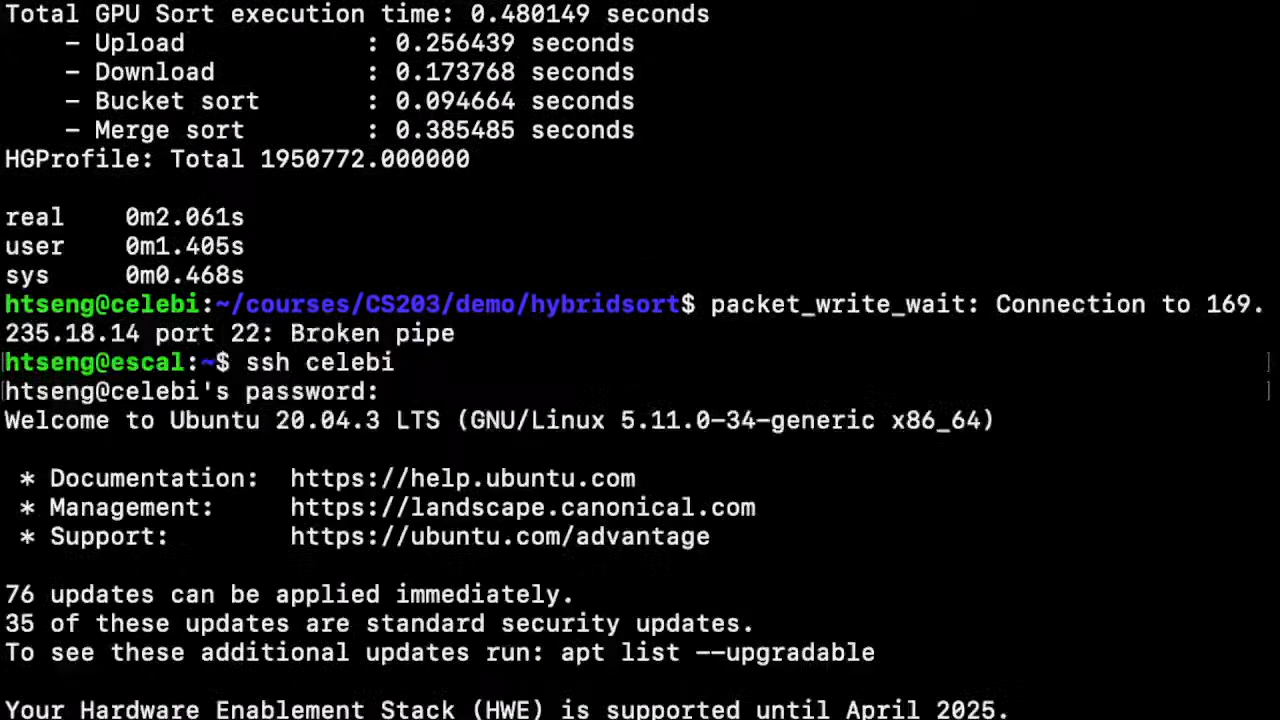 Total GPU Sort execution time: 0.480149 seconds
    - Upload            : 0.256439 seconds
    - Download          : 0.173768 seconds
    - Bucket sort       : 0.094664 seconds
    - Merge sort        : 0.385485 seconds
HGProfile: Total 1950772.000000
real    0m2.061s
user    0m1.405s
sys     0m0.468s
htseng@celebi:~/courses/CS203/demo/hybridsort$ packet_write_wait: Connection to 169.
235.18.14 port 22: Broken pipe
[htseng@escal:~$ ssh celebi ]
[htseng@celebi's password: ]
Welcome to Ubuntu 20.04.3 LTS (GNU/Linux 5.11.0-34-generic x86_64)
 * Documentation:  https://help.ubuntu.com
 * Management:     https://landscape.canonical.com
 * Support:        https://ubuntu.com/advantage
76 updates can be applied immediately.
35 of these updates are standard security updates.
To see these additional updates run: apt list --upgradable
Your Hardware Enablement Stack (HWE) is supported until April 2025.